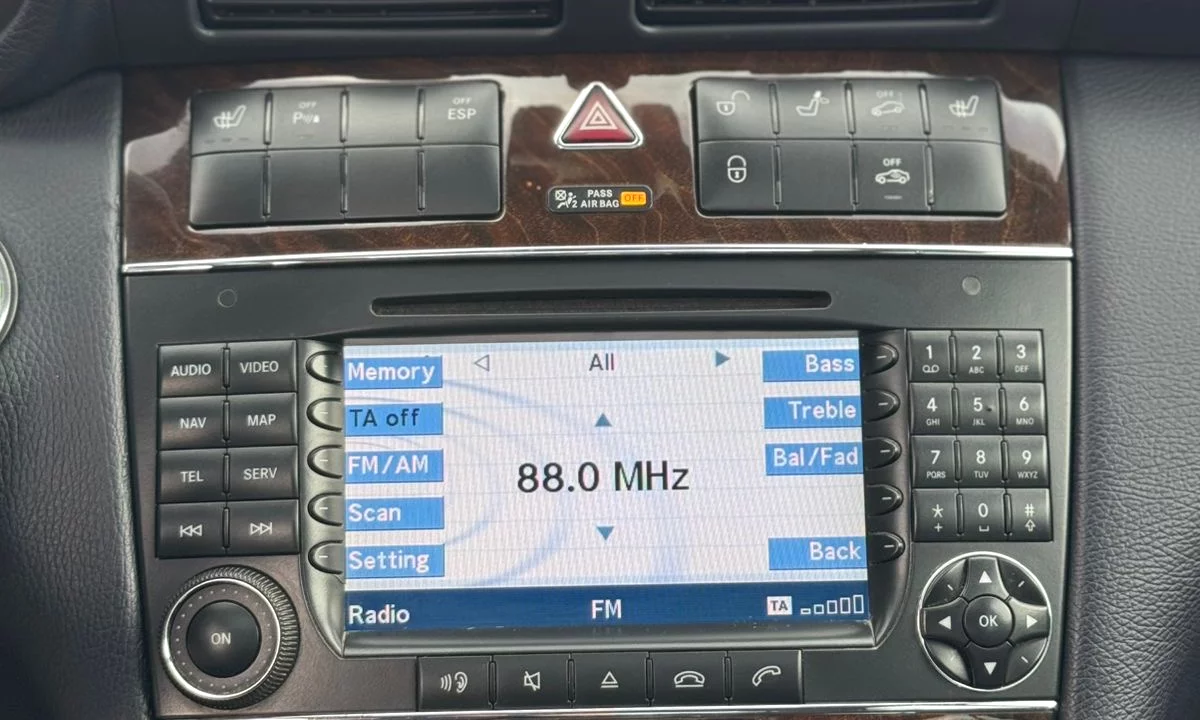 OFF
P
OFF
ESP
OFF
OFF
PASS
2 AIR BAG OFF
AUDIO VIDEO
NAV MAP
TEL SERV
ON
Memory
TA off
FM/AM
Scan
Setting
All
88.0 MHz
Bass
Treble
Bal/Fad
Back
Radio FM TA
1 2 3
ABC DEF
4 5 6
GHI JKL MNO
7 8 9
PQRS TUV WXYZ
* 0 #
+
OK